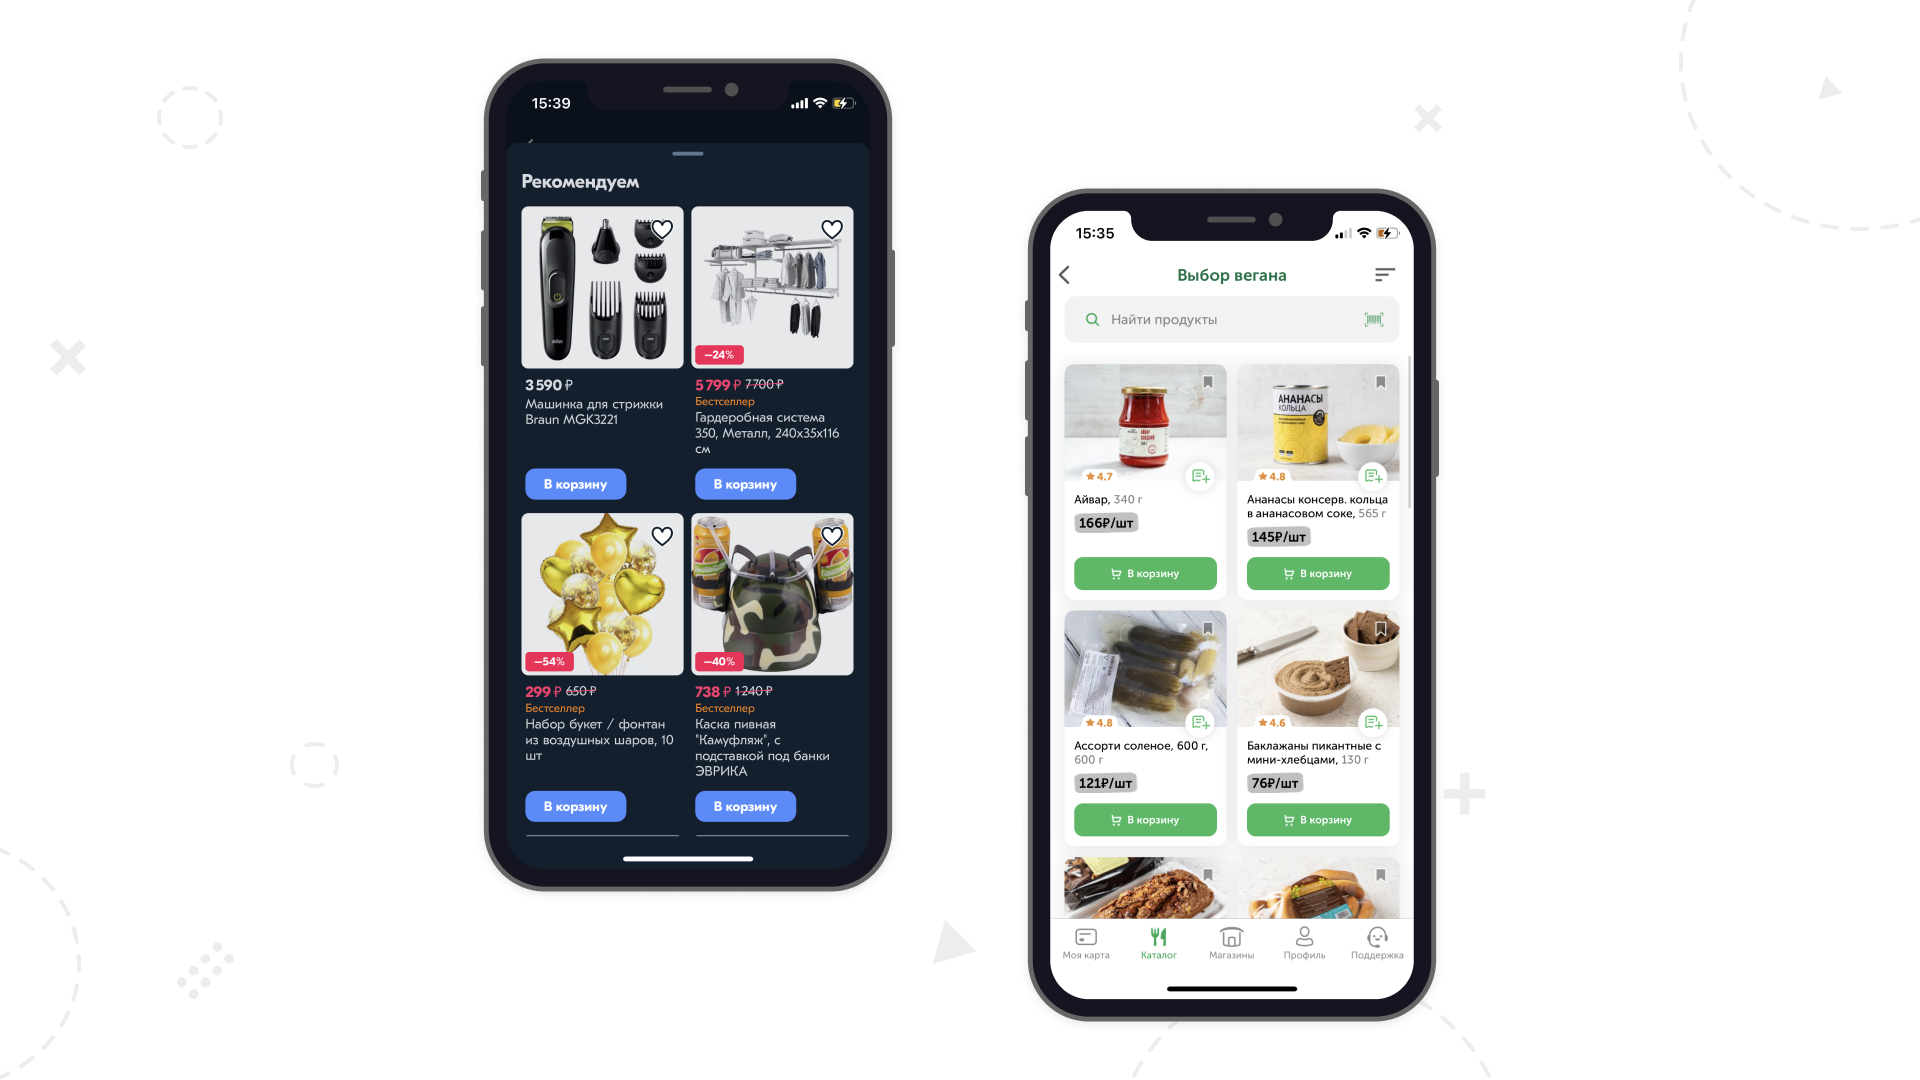 15:39
Рекомендуем
–24%
3 590 ₽
Машинка для стрижки
Braun MGK3221
В корзину
5 799 ₽ 7 700 ₽
Бестселлер
Гардеробная система
350, Металл, 240х35х116
см
В корзину
–54%
299 ₽ 650 ₽
Бестселлер
Набор букет / фонтан
из воздушных шаров, 10
шт
В корзину
–40%
738 ₽ 1 240 ₽
Бестселлер
Каска пивная
"Камуфляж", с
подставкой под банки
ЭВРИКА
В корзину
15:35
Выбор вегана
Найти продукты
АЙВАР
4.7
Айвар, 340 г
166₽/шт
В корзину
АНАНАСЫ
КОЛЬЦА
4.8
Ананасы консерв. кольца
в ананасовом соке, 565 г
145₽/шт
В корзину
4.8
Ассорти соленое, 600 г,
600 г
121₽/шт
В корзину
4.6
Баклажаны пикантные с
мини-хлебцами, 130 г
76₽/шт
В корзину
Моя карта
Каталог
Магазины
Профиль
Поддержка